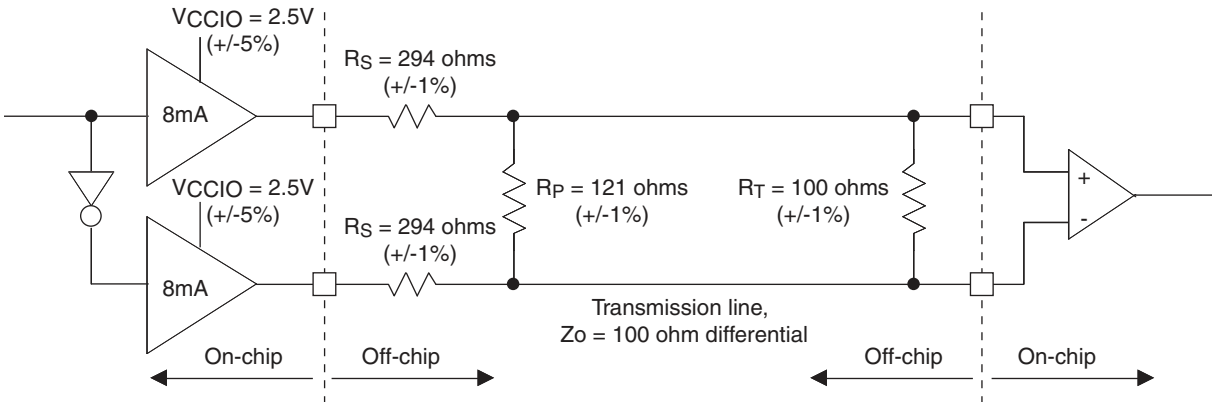 VCCIO = 2.5V
(+/-5%)
8mA
RS = 294 ohms
(+/-1%)
VCCIO = 2.5V
(+/-5%)
8mA
RS = 294 ohms
(+/-1%)
RP = 121 ohms
(+/-1%)
RT = 100 ohms
(+/-1%)
+
-
Transmission line,
Zo = 100 ohm differential
On-chip
Off-chip
Off-chip
On-chip